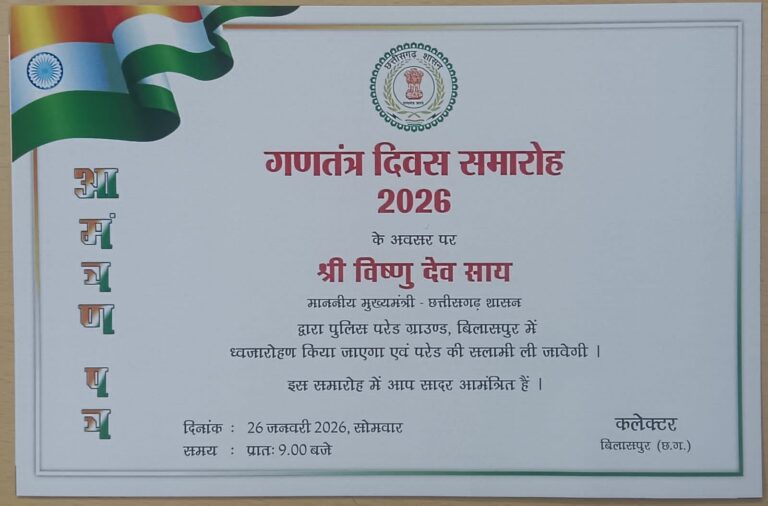 छत्तीसगढ़ शासन
आमंत्रण पत्र
गणतंत्र दिवस समारोह
2026
के अवसर पर
श्री विष्णु देव साय
माननीय मुख्यमंत्री - छत्तीसगढ़ शासन
द्वारा पुलिस परेड ग्राउण्ड, बिलासपुर में
ध्वजारोहण किया जाएगा एवं परेड की सलामी ली जावेगी ।
इस समारोह में आप सादर आमंत्रित हैं ।
दिनांक : 26 जनवरी 2026, सोमवार
समय : प्रातः 9.00 बजे
कलेक्टर
बिलासपुर (छ.ग.)